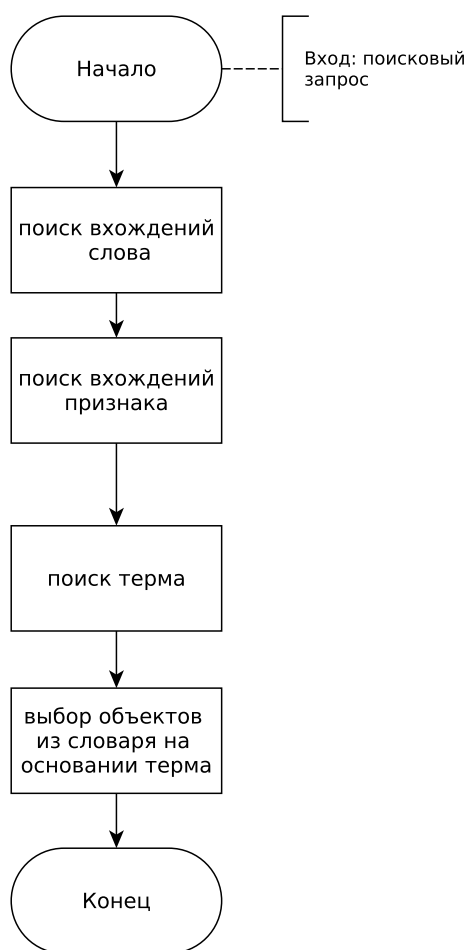 Начало
Вход: поисковый
запрос
поиск вхождений
слова
поиск вхождений
признака
поиск терма
выбор объектов
из словаря на
основании терма
Конец